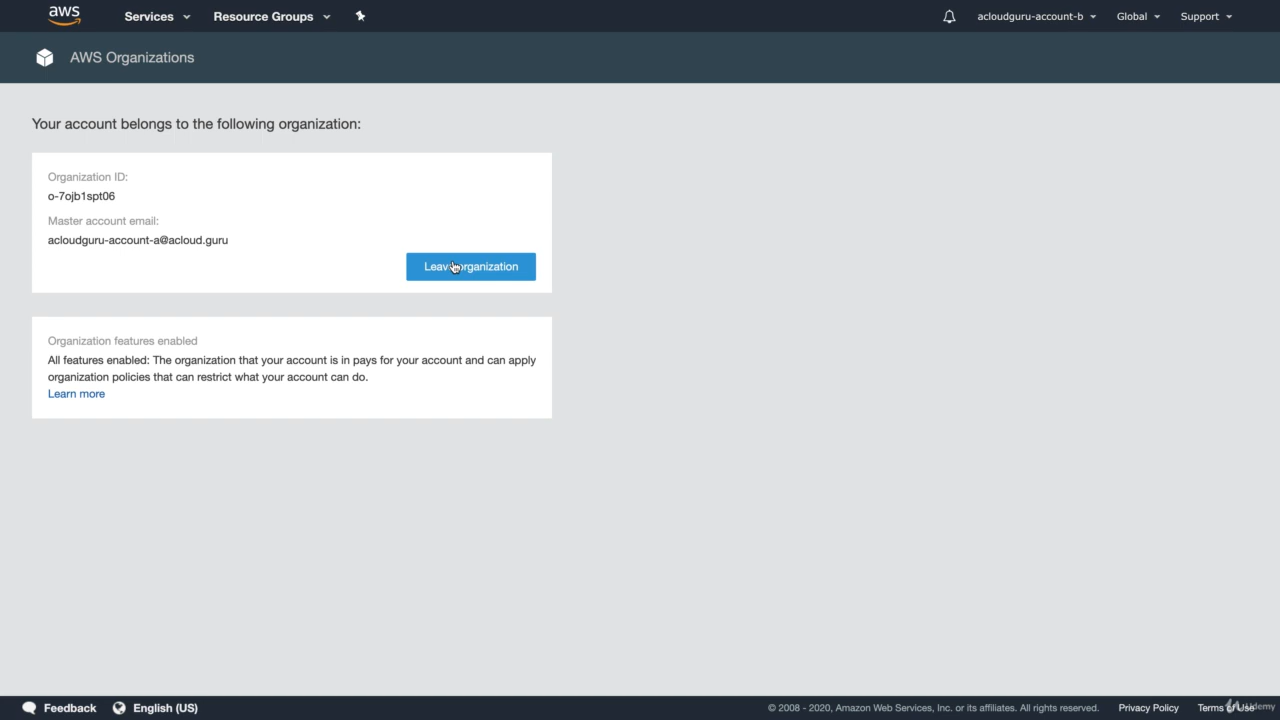 aws Services Resource Groups acloudguru-account-b Global Support
AWS Organizations
Your account belongs to the following organization:
Organization ID:
o-7ojb1spt06
Master account email:
acloudguru-account-a@acloud.guru
Leave organization
Organization features enabled
All features enabled: The organization that your account is in pays for your account and can apply
organization policies that can restrict what your account can do.
Learn more
Feedback English (US) © 2008 - 2020, Amazon Web Services, Inc. or its affiliates. All rights reserved. Privacy Policy Terms of Use
Udemy